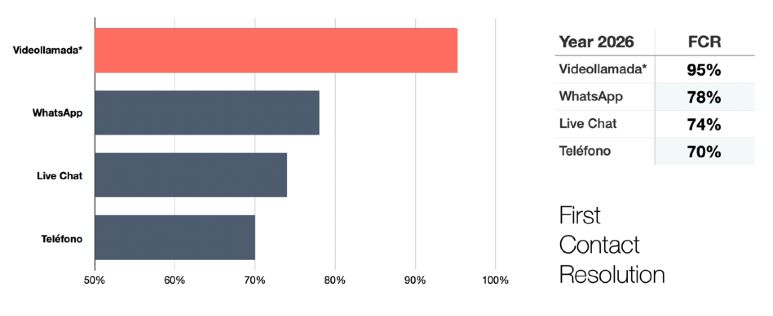 Videollamada*
WhatsApp
Live Chat
Teléfono
50% 60% 70% 80% 90% 100%
Year 2026 FCR
Videollamada* 95%
WhatsApp 78%
Live Chat 74%
Teléfono 70%
First
Contact
Resolution